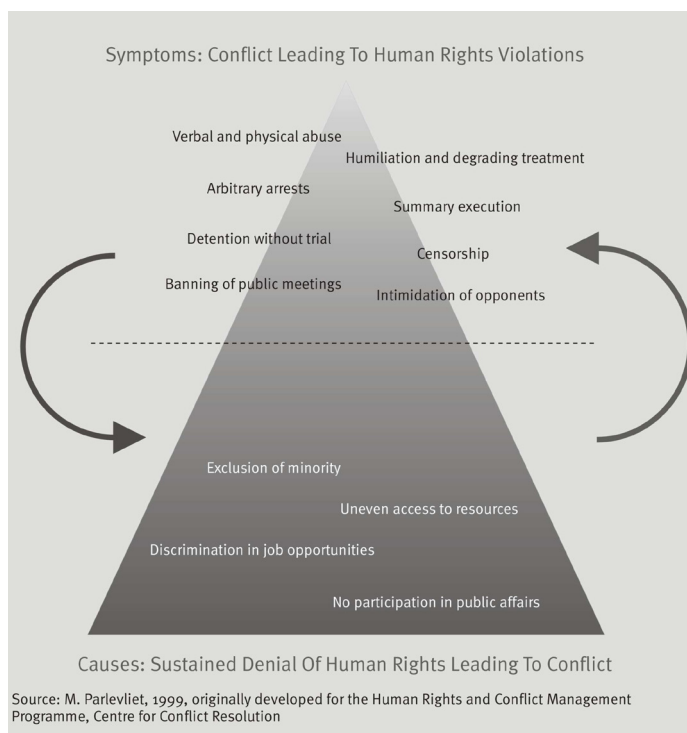 Symptoms: Conflict Leading To Human Rights Violations
Verbal and physical abuse
Humiliation and degrading treatment
Arbitrary arrests
Summary execution
Detention without trial
Censorship
Banning of public meetings
Intimidation of opponents
Exclusion of minority
Uneven access to resources
Discrimination in job opportunities
No participation in public affairs
Causes: Sustained Denial Of Human Rights Leading To Conflict
Source: M. Parlevliet, 1999, originally developed for the Human Rights and Conflict Management
Programme, Centre for Conflict Resolution